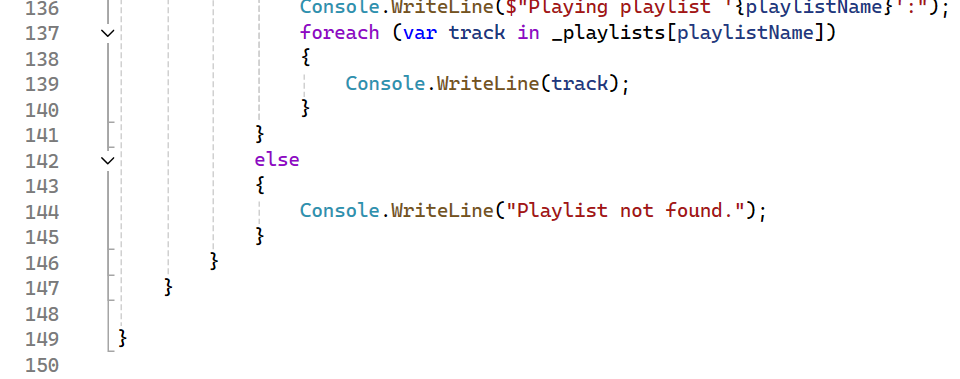 136 Console.WriteLine($"Playing playlist '{playlistName}':");
137 foreach (var track in _playlists[playlistName])
138 {
139 Console.WriteLine(track);
140 }
141 }
142 else
143 {
144 Console.WriteLine("Playlist not found.");
145 }
146 }
147 }
148
149 }
150